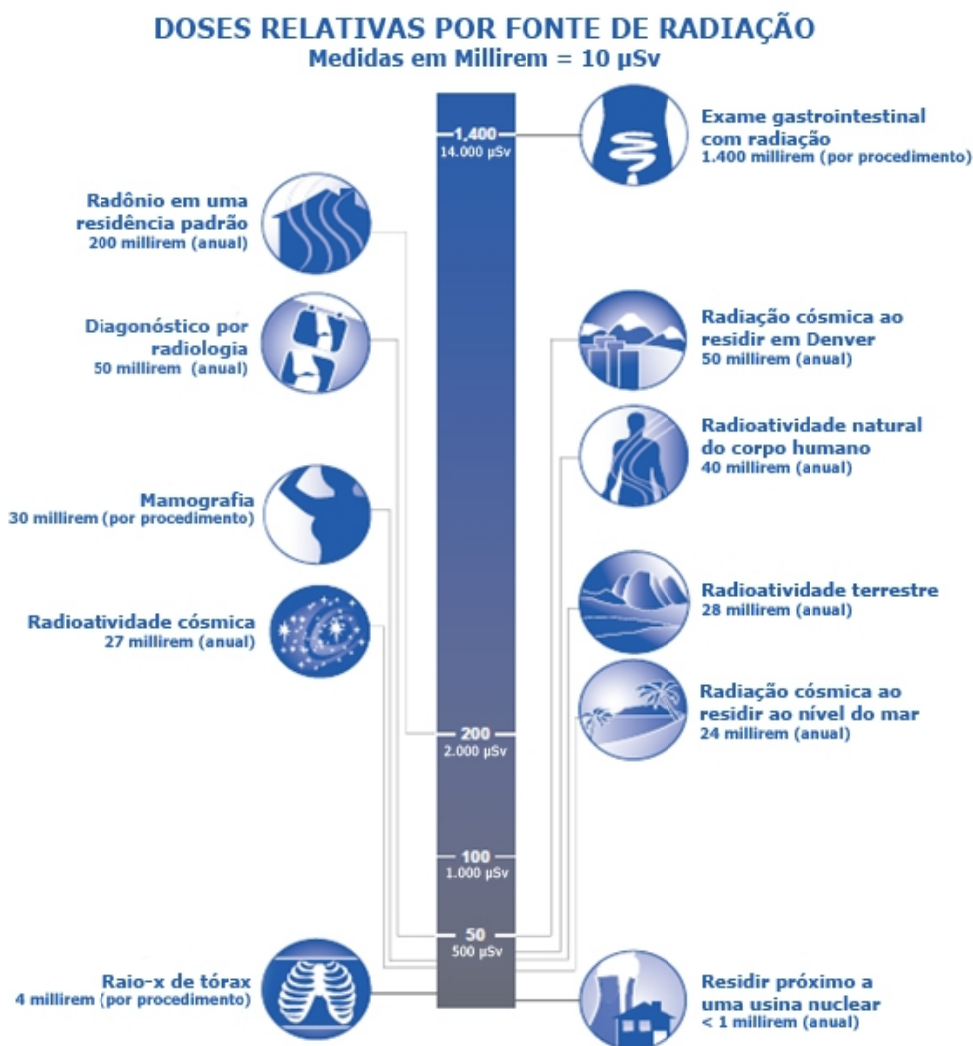 DOSES RELATIVAS POR FONTE DE RADIAÇÃO
Medidas em Millirem = 10 µSv
1.400
14.000 µSv
Exame gastrointestinal
com radiação
1.400 millirem (por procedimento)
Radônio em uma
residência padrão
200 millirem (anual)
Diagonóstico por
radiologia
50 millirem (anual)
Radiação cósmica ao
residir em Denver
50 millirem (anual)
Radioatividade natural
do corpo humano
40 millirem (anual)
Mamografia
30 millirem (por procedimento)
Radioatividade terrestre
28 millirem (anual)
Radioatividade cósmica
27 millirem (anual)
Radiação cósmica ao
residir ao nível do mar
24 millirem (anual)
200
2.000 µSv
100
1.000 µSv
50
500 µSv
Raio-x de tórax
4 millirem (por procedimento)
Residir próximo a
uma usina nuclear
< 1 millirem (anual)